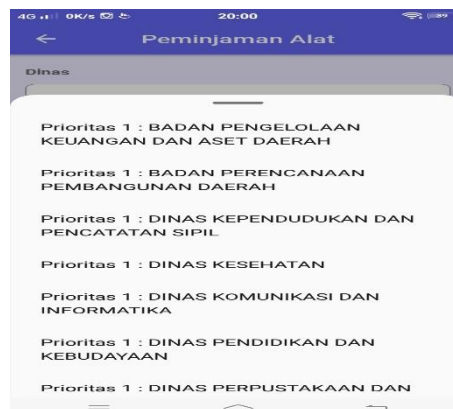 4G 0K/s 20:00 89
Peminjaman Alat
Dinas
Prioritas 1 : BADAN PENGELOLAAN
KEUANGAN DAN ASET DAERAH
Prioritas 1 : BADAN PERENCANAAN
PEMBANGUNAN DAERAH
Prioritas 1 : DINAS KEPENDUDUKAN DAN
PENCATATAN SIPIL
Prioritas 1 : DINAS KESEHATAN
Prioritas 1 : DINAS KOMUNIKASI DAN
INFORMATIKA
Prioritas 1 : DINAS PENDIDIKAN DAN
KEBUDAYAAN
Prioritas 1 : DINAS PERPUSTAKAAN DAN